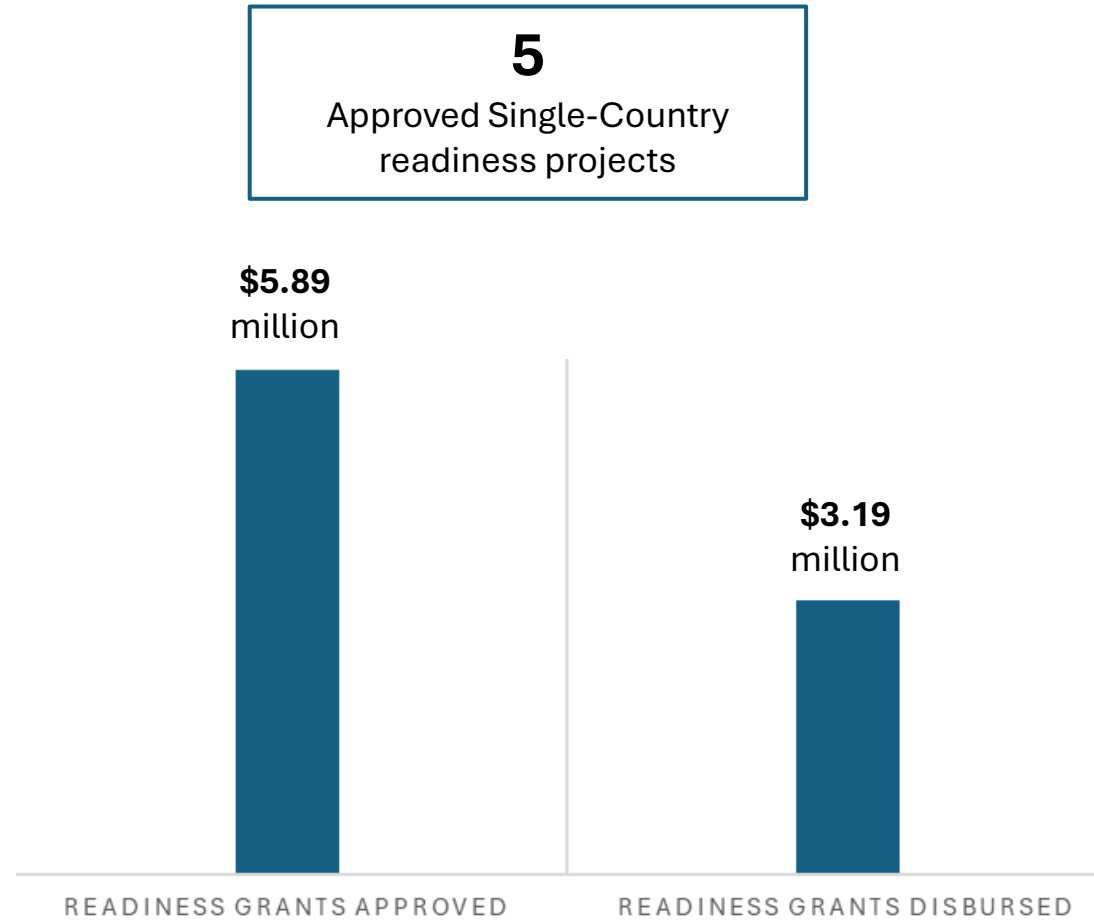 5
Approved Single-Country
readiness projects
$5.89
million
$3.19
million
READINESS GRANTS APPROVED
READINESS GRANTS DISBURSED